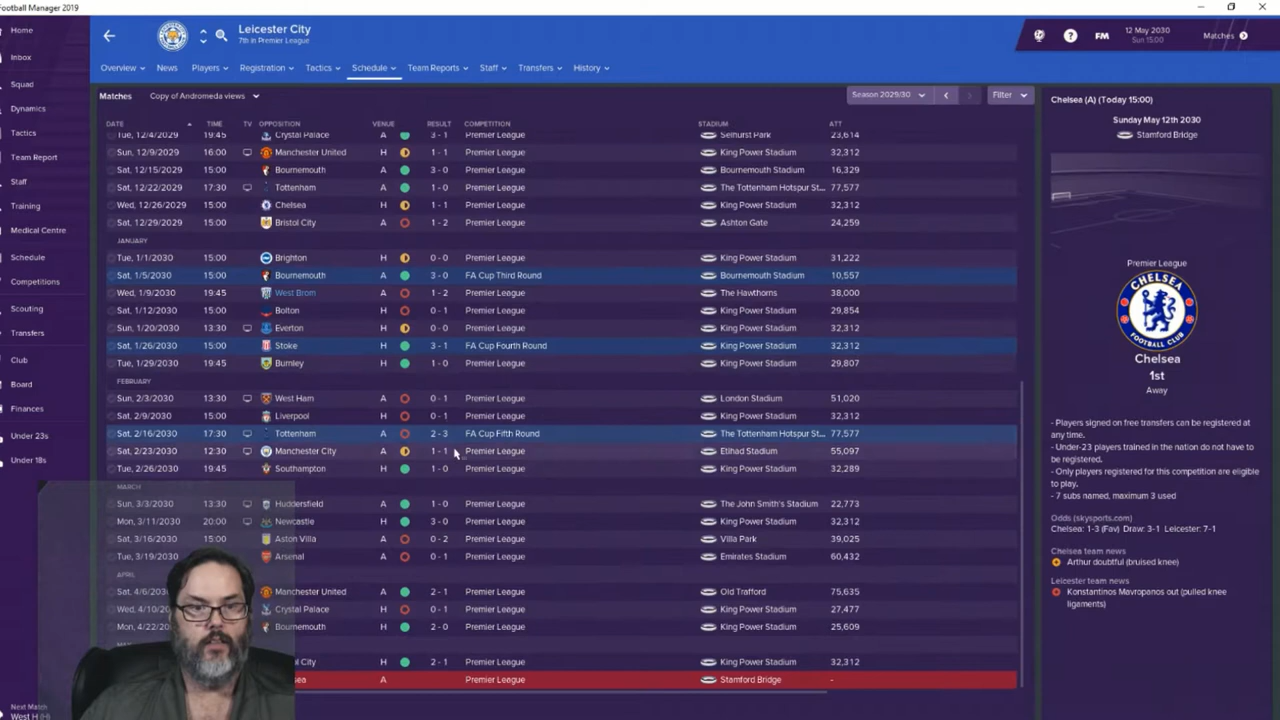 Football Manager 2019
Home
Inbox
Squad
Dynamics
Tactics
Team Report
Staff
Training
Medical Centre
Schedule
Competitions
Scouting
Transfers
Club
Board
Finances
Under 23s
Under 18s
Next Match
West H (H)
Leicester City
7th in Premier League
12 May 2030
Sun 15:00
FM
Matches
Overview News Players Registration Tactics Schedule Team Reports Staff Transfers History
Matches Copy of Andromeda views Season 2029/30 Filter
DATE TIME TV OPPOSITION VENUE RESULT COMPETITION STADIUM ATT
Tue, 12/4/2029 19:45 Crystal Palace A 3 - 1 Premier League Selhurst Park 23,614
Sun, 12/9/2029 16:00 Manchester United H 1 - 1 Premier League King Power Stadium 32,312
Sat, 12/15/2029 15:00 Bournemouth A 3 - 0 Premier League Bournemouth Stadium 16,329
Sat, 12/22/2029 17:30 Tottenham A 1 - 0 Premier League The Tottenham Hotspur St... 77,577
Wed, 12/26/2029 15:00 Chelsea H 1 - 1 Premier League King Power Stadium 32,312
Sat, 12/29/2029 15:00 Bristol City A 1 - 2 Premier League Ashton Gate 24,259
JANUARY
Tue, 1/1/2030 15:00 Brighton H 0 - 0 Premier League King Power Stadium 31,222
Sat, 1/5/2030 15:00 Bournemouth A 3 - 0 FA Cup Third Round Bournemouth Stadium 10,557
Wed, 1/9/2030 19:45 West Brom A 1 - 2 Premier League The Hawthorns 38,000
Sat, 1/12/2030 15:00 Bolton H 0 - 1 Premier League King Power Stadium 29,854
Sun, 1/20/2030 13:30 Everton H 0 - 0 Premier League King Power Stadium 32,312
Sat, 1/26/2030 15:00 Stoke H 3 - 1 FA Cup Fourth Round King Power Stadium 32,312
Tue, 1/29/2030 19:45 Burnley H 1 - 0 Premier League King Power Stadium 29,807
FEBRUARY
Sun, 2/3/2030 13:30 West Ham A 0 - 1 Premier League London Stadium 51,020
Sat, 2/9/2030 15:00 Liverpool H 0 - 1 Premier League King Power Stadium 32,312
Sat, 2/16/2030 17:30 Tottenham A 2 - 3 FA Cup Fifth Round The Tottenham Hotspur St... 77,577
Sat, 2/23/2030 12:30 Manchester City A 1 - 1 Premier League Etihad Stadium 55,097
Tue, 2/26/2030 19:45 Southampton H 1 - 0 Premier League King Power Stadium 32,289
MARCH
Sun, 3/3/2030 13:30 Huddersfield A 1 - 0 Premier League The John Smith's Stadium 22,773
Mon, 3/11/2030 20:00 Newcastle H 3 - 0 Premier League King Power Stadium 32,312
Sat, 3/16/2030 15:00 Aston Villa A 0 - 2 Premier League Villa Park 39,025
Tue, 3/19/2030 19:45 Arsenal A 0 - 1 Premier League Emirates Stadium 60,432
APRIL
Sat, 4/6/2030 Manchester United A 2 - 1 Premier League Old Trafford 75,635
Wed, 4/10/20 Crystal Palace H 0 - 1 Premier League King Power Stadium 27,477
Mon, 4/22/20 Bournemouth H 2 - 0 Premier League King Power Stadium 25,609
City H 2 - 1 Premier League King Power Stadium 32,312
sea A Premier League Stamford Bridge -
Chelsea (A) (Today 15:00)
Sunday May 12th 2030
Stamford Bridge
Premier League
CHELSEA
FOOTBALL CLUB
Chelsea
1st
Away
- Players signed on free transfers can be registered at
any time.
- Under-23 players trained in the nation do not have to
be registered.
- Only players registered for this competition are eligible
to play.
- 7 subs named, maximum 3 used
Odds (skysports.com)
Chelsea: 1-3 (Fav) Draw: 3-1 Leicester: 7-1
Chelsea team news
Arthur doubtful (bruised knee)
Leicester team news
Konstantinos Mavropanos out (pulled knee
ligaments)